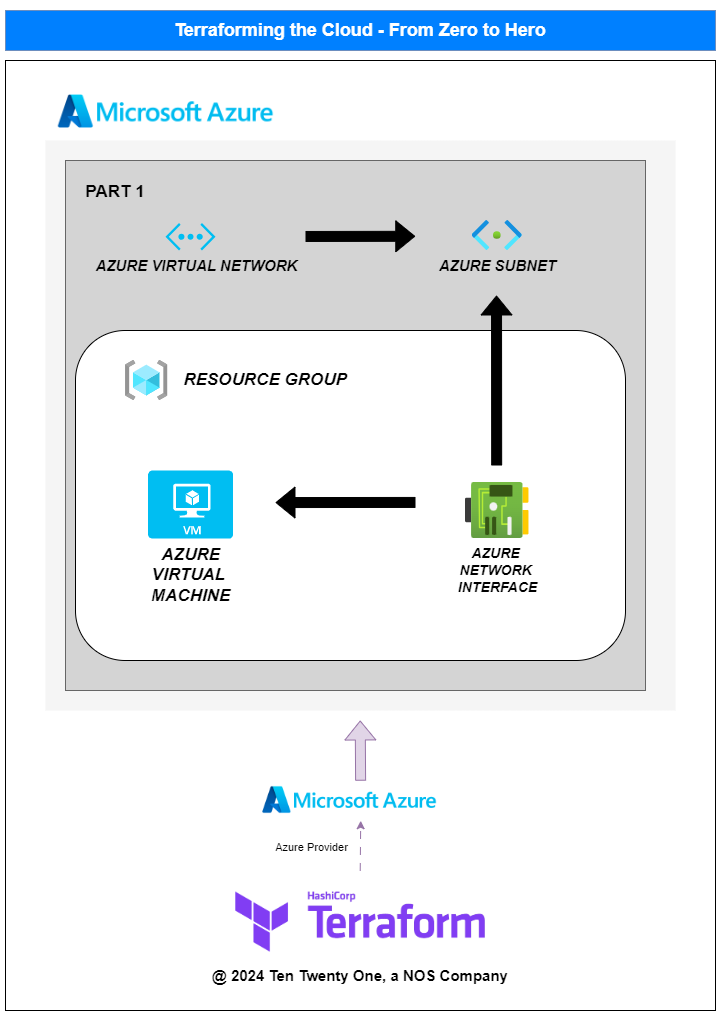 Terraforming the Cloud - From Zero to Hero
Microsoft Azure
PART 1
AZURE VIRTUAL NETWORK
AZURE SUBNET
RESOURCE GROUP
VM
AZURE
VIRTUAL
MACHINE
AZURE
NETWORK
INTERFACE
Microsoft Azure
Azure Provider
HashiCorp
Terraform
@ 2024 Ten Twenty One, a NOS Company